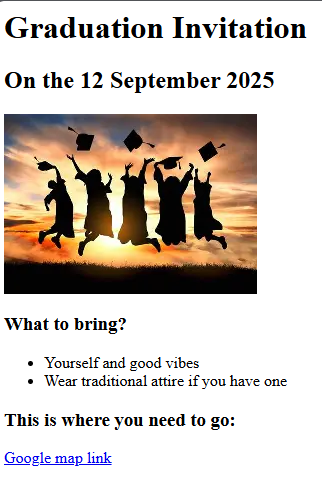 Graduation Invitation
On the 12 September 2025
What to bring?
Yourself and good vibes
Wear traditional attire if you have one
This is where you need to go:
Google map link